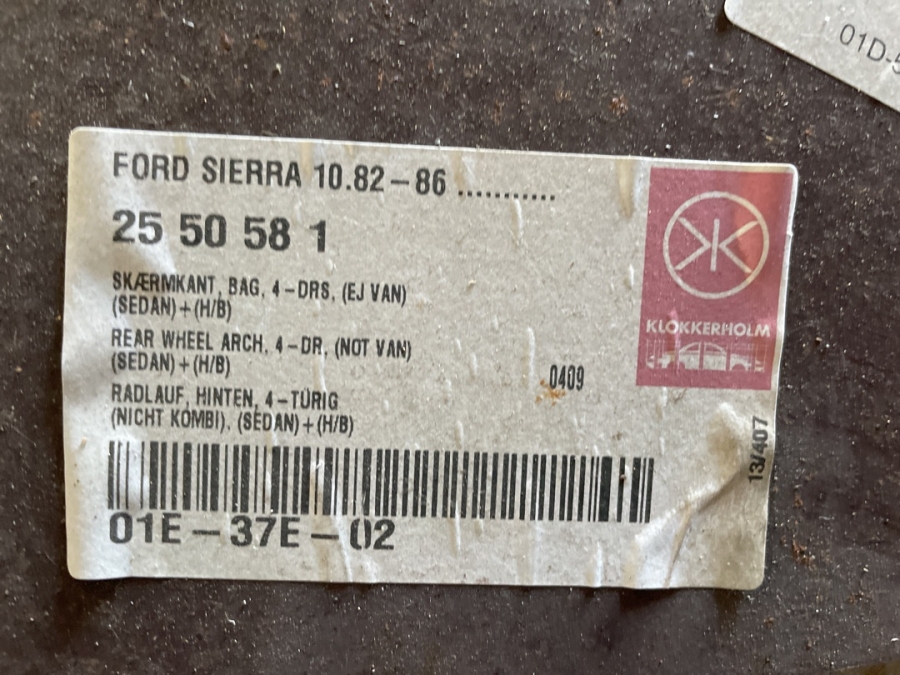 01D-5
FORD SIERRA 10.82-86 ...........
25 50 58 1
SKÆRMKANT, BAG, 4-DRS, (EJ VAN)
(SEDAN)+(H/B)
REAR WHEEL ARCH, 4-DR, (NOT VAN)
(SEDAN)+(H/B)
RADLAUF, HINTEN, 4-TÜRIG
(NICHT KOMBI), (SEDAN)+(H/B)
0409
KLOKKERHOLM
13/407
01E-37E-02